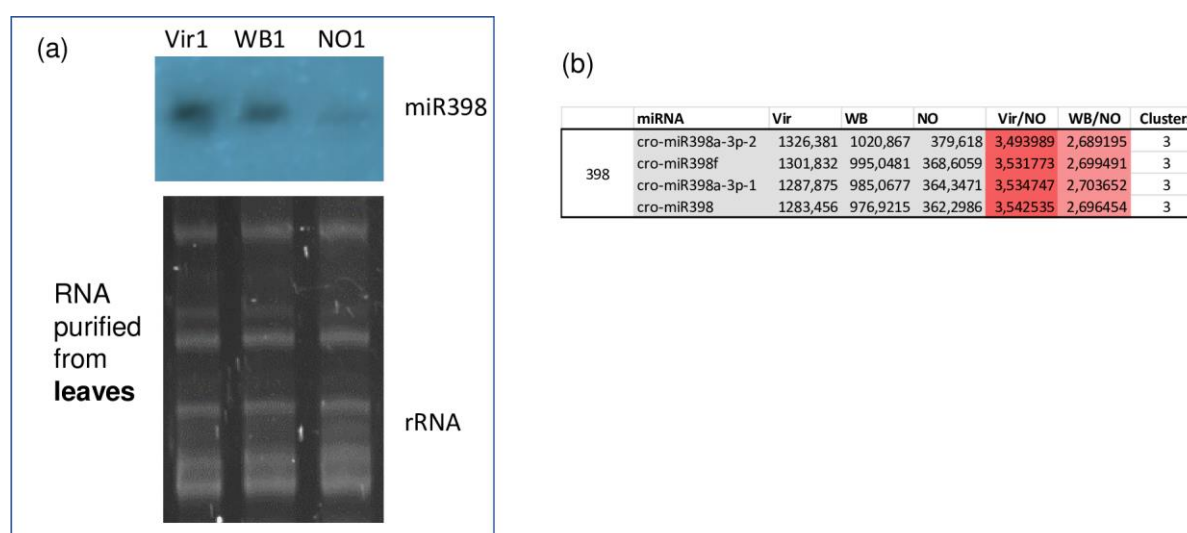 (a)
Vir1 WB1 NO1
miR398
RNA
purified
from
leaves
rRNA
(b)
miRNA Vir WB NO Vir/NO WB/NO Cluster
398
cro-miR398a-3p-2 1326,381 1020,867 379,618 3,493989 2,689195 3
cro-miR398f 1301,832 995,0481 368,6059 3,531773 2,699491 3
cro-miR398a-3p-1 1287,875 985,0677 364,3471 3,534747 2,703652 3
cro-miR398 1283,456 976,9215 362,2986 3,542535 2,696454 3